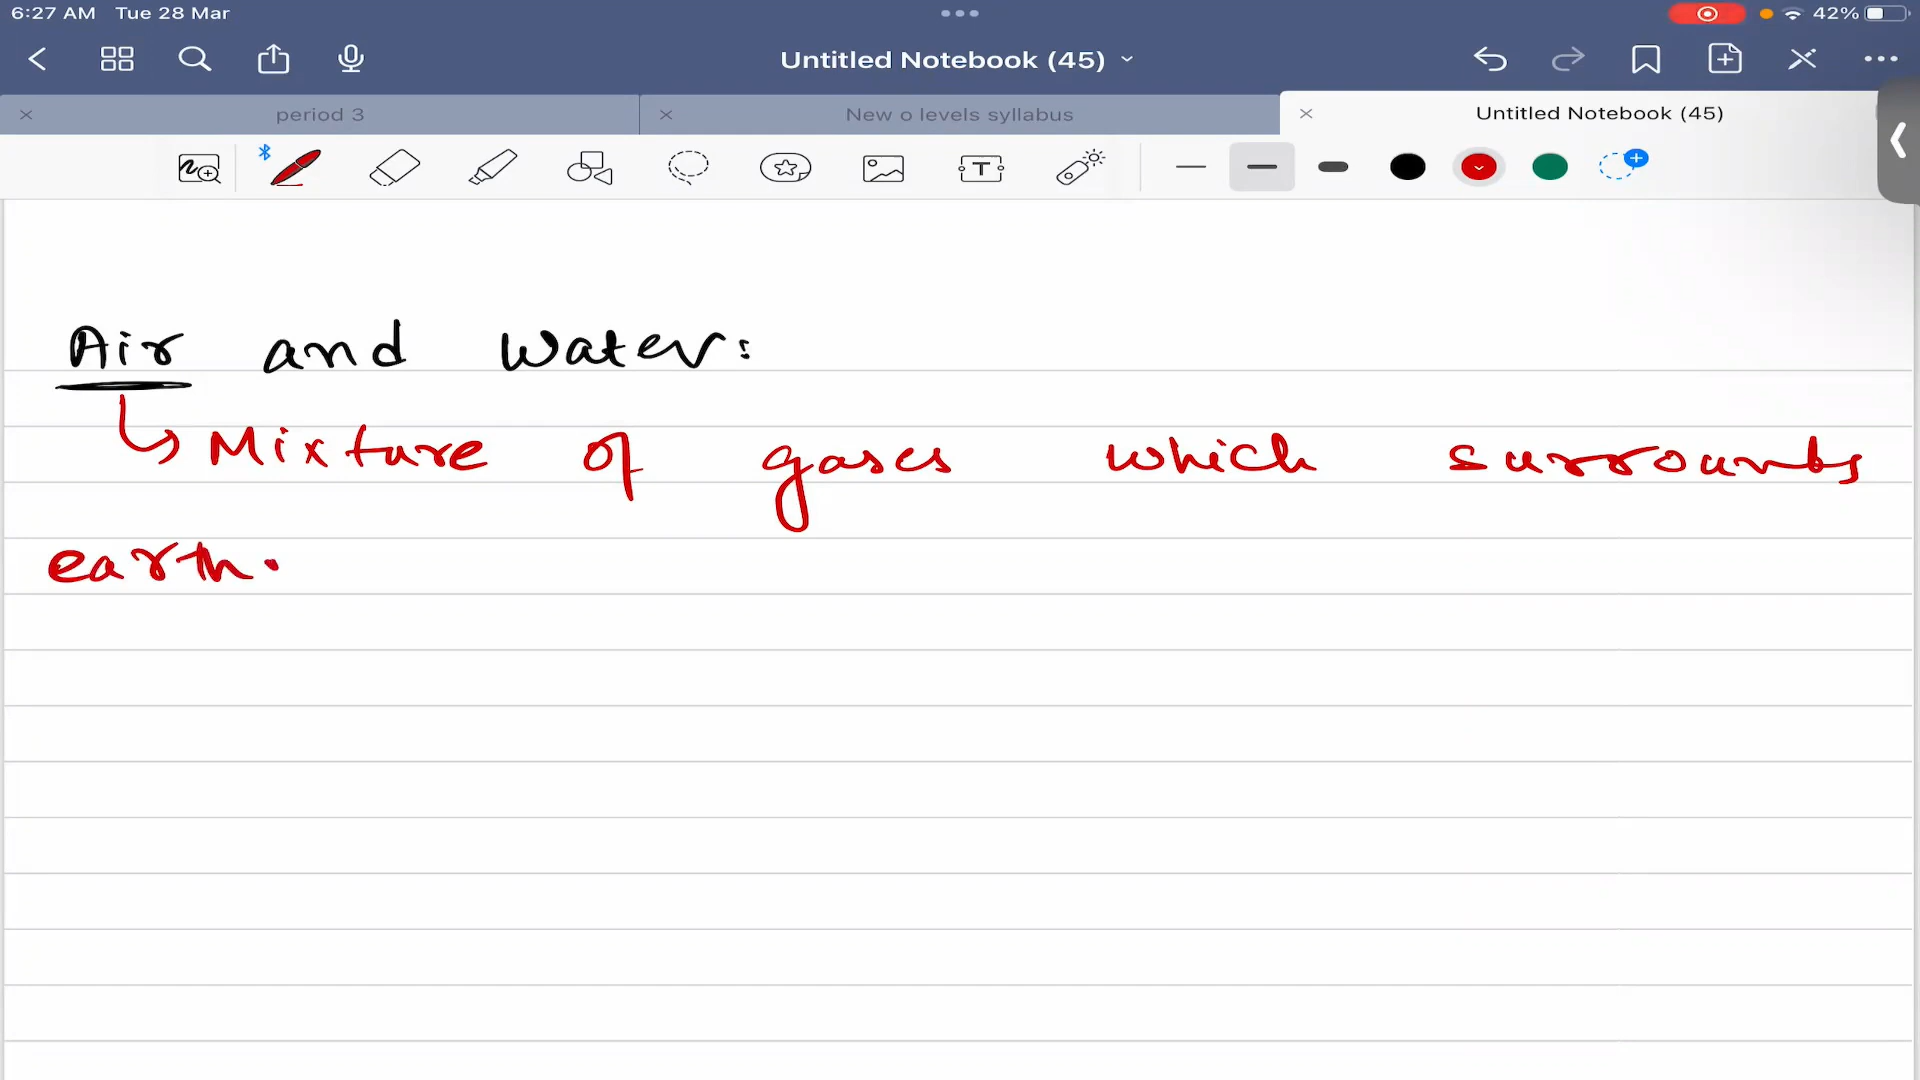 6:27 AM Tue 28 Mar
42%
Untitled Notebook (45)
period 3
New o levels syllabus
Untitled Notebook (45)
T
Air and Water:
Mixture of gases which surrounds
earth.